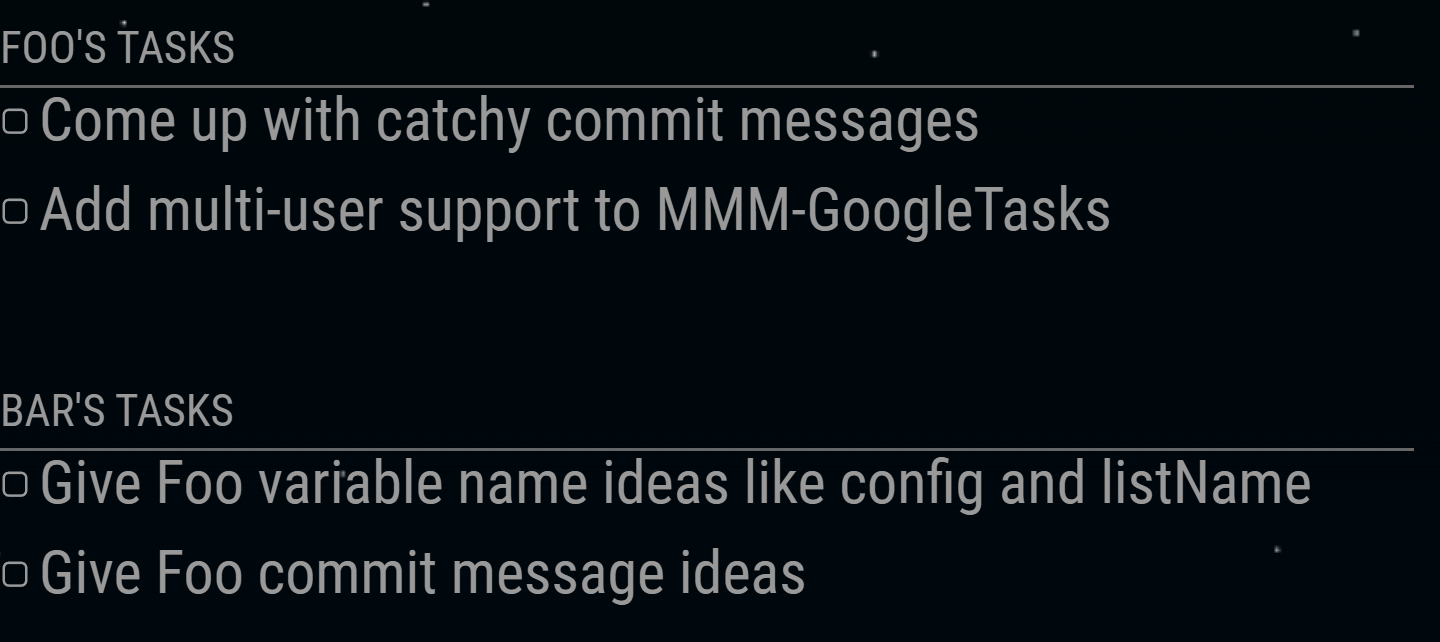 FOO'S TASKS
Come up with catchy commit messages
Add multi-user support to MMM-GoogleTasks
BAR'S TASKS
Give Foo variable name ideas like config and listName
Give Foo commit message ideas